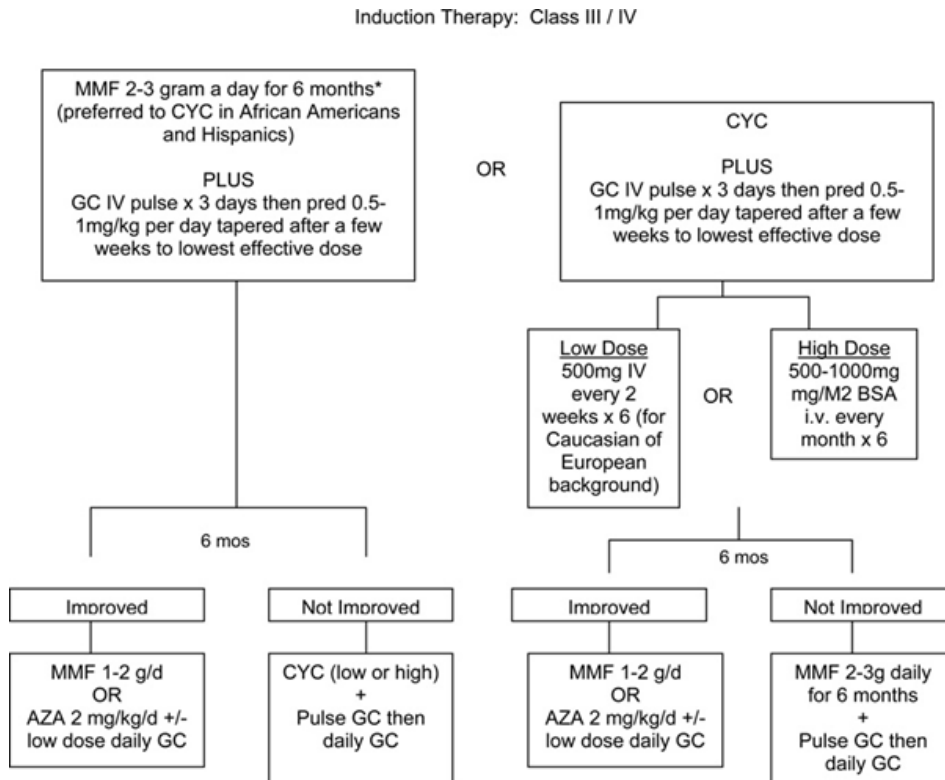 Induction Therapy:  Class III / IV
MMF 2-3 gram a day for 6 months*
(preferred to CYC in African Americans
and Hispanics)
PLUS
GC IV pulse x 3 days then pred 0.5-
1mg/kg per day tapered after a few
weeks to lowest effective dose
OR
CYC
PLUS
GC IV pulse x 3 days then pred 0.5-
1mg/kg per day tapered after a few
weeks to lowest effective dose
Low Dose
500mg IV
every 2
weeks x 6 (for
Caucasian of
European
background)
OR
High Dose
500-1000mg
mg/M2 BSA
i.v. every
month x 6
6 mos
Improved
Not Improved
MMF 1-2 g/d
OR
AZA 2 mg/kg/d +/-
low dose daily GC
CYC (low or high)
+
Pulse GC then
daily GC
6 mos
Improved
Not Improved
MMF 1-2 g/d
OR
AZA 2 mg/kg/d +/-
low dose daily GC
MMF 2-3g daily
for 6 months
+
Pulse GC then
daily GC